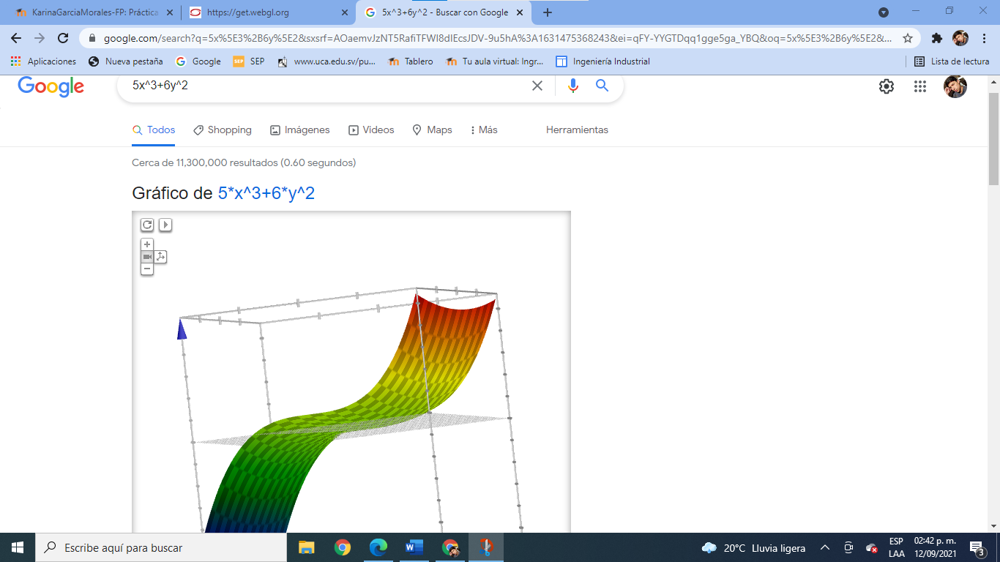 KarinaGarciaMorales-FP: Práctica
https://get.webgl.org
5x^3+6y^2 - Buscar con Google
google.com/search?q=5x%5E3%2B6y%5E2&sxsrf=AOaemvJzNT5RafiTFWl8dIEcsJDV-9u5hA%3A1631475368243&ei=qFY-YYGTDqq1gge5ga_YBQ&oq=5x%5E3%2B6y%5E2&...
Aplicaciones
Nueva pestaña
Google
SEP
SEP
www.uca.edu.sv/pu...
Tablero
Tu aula virtual: Ingr...
Ingeniería Industrial
Lista de lectura
Google
5x^3+6y^2
Todos
Shopping
Imágenes
Videos
Maps
Más
Herramientas
Cerca de 11,300,000 resultados (0.60 segundos)
Gráfico de 5*x^3+6*y^2
Escribe aquí para buscar
20°C Lluvia ligera
ESP
LAA
02:42 p. m.
12/09/2021
3